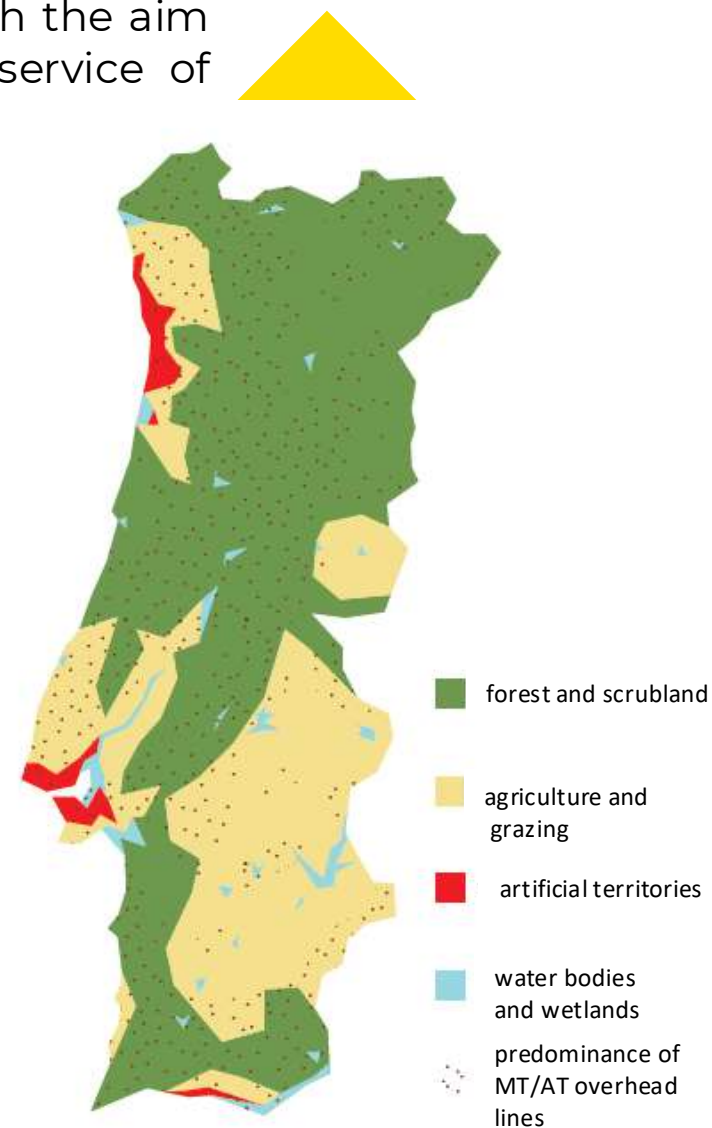 h the aim
service of
forest and scrubland
agriculture and
grazing
artificial territories
water bodies
and wetlands
predominance of
MT/AT overhead
lines